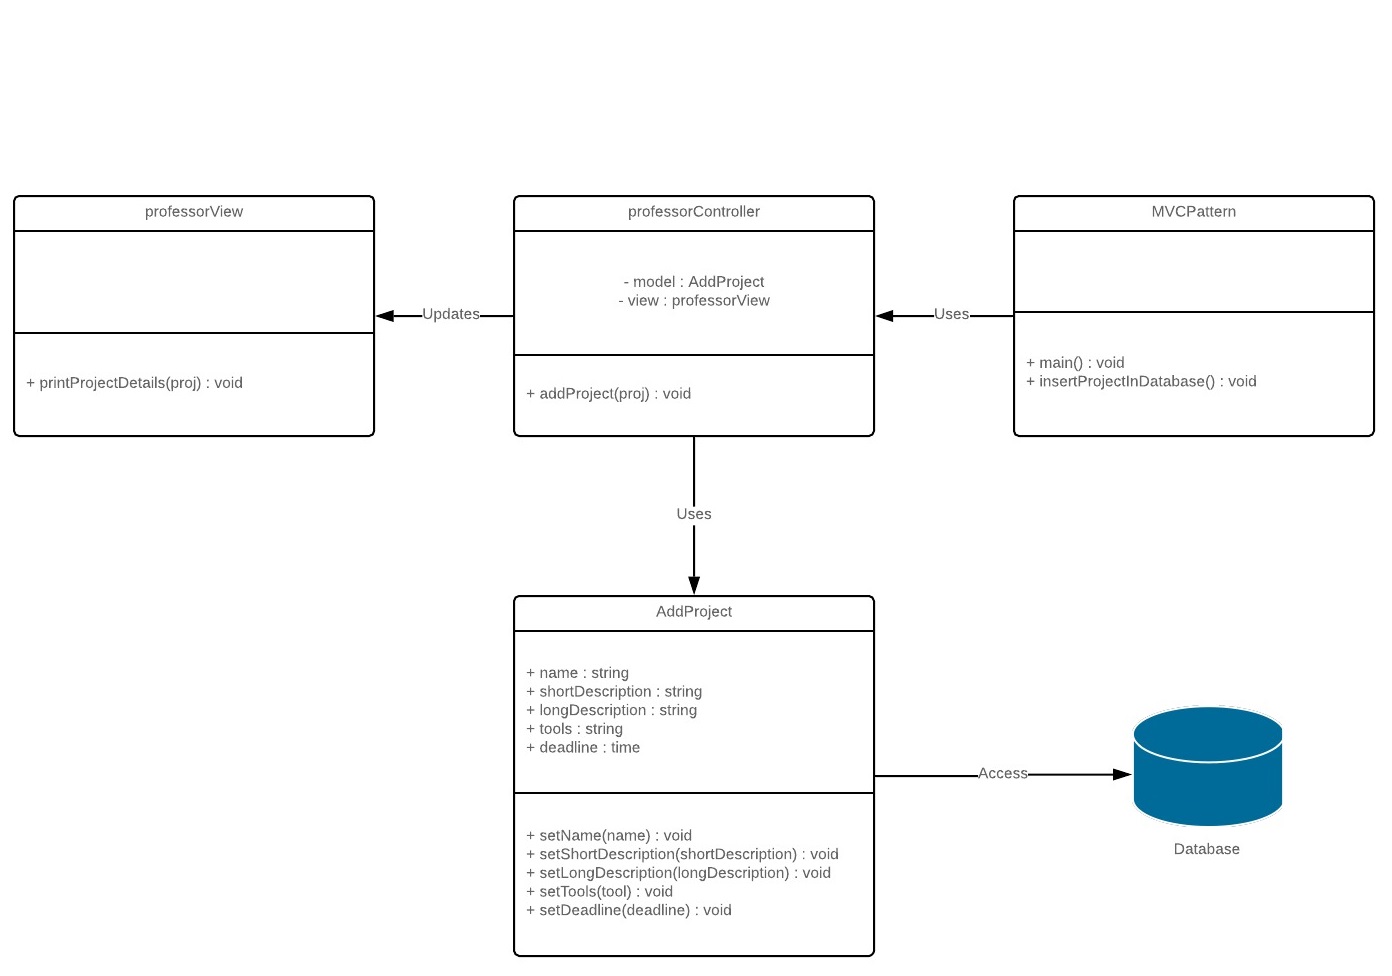 professorView
+ printProjectDetails(proj) : void
Updates
professorController
- model : AddProject
- view : professorView
+ addProject(proj) : void
Uses
MVCPattern
+ main() : void
+ insertProjectInDatabase() : void
Uses
AddProject
+ name : string
+ shortDescription : string
+ longDescription : string
+ tools : string
+ deadline : time
+ setName(name) : void
+ setShortDescription(shortDescription) : void
+ setLongDescription(longDescription) : void
+ setTools(tool) : void
+ setDeadline(deadline) : void
Access
Database